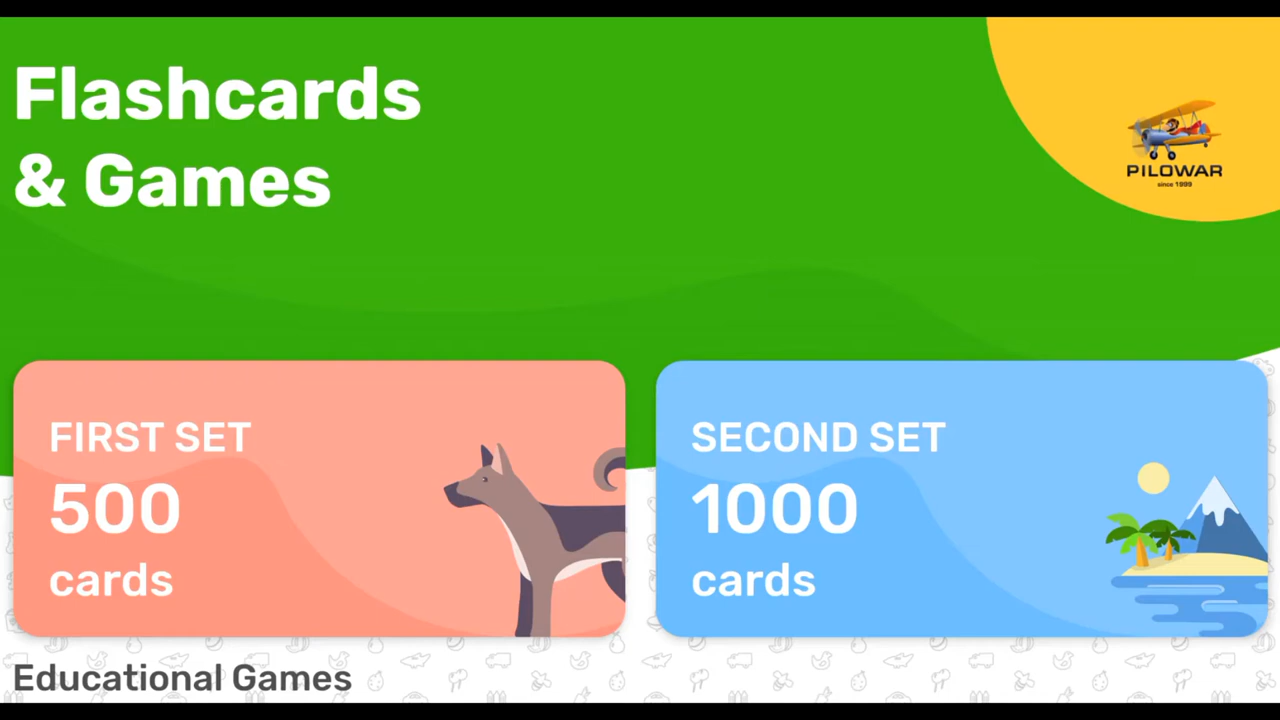 Flashcards
& Games
PILOWAR
since 1999
FIRST SET
500
cards
SECOND SET
1000
cards
Educational Games